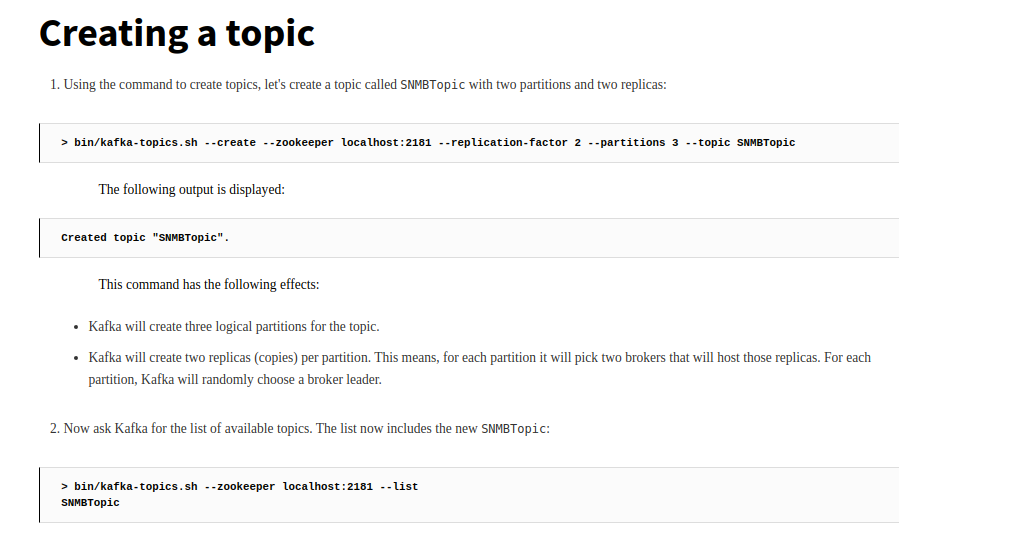 Creating a topic
1. Using the command to create topics, let's create a topic called SNMBTopic with two partitions and two replicas:
> bin/kafka-topics.sh --create --zookeeper localhost:2181 --replication-factor 2 --partitions 3 --topic SNMBTopic
The following output is displayed:
Created topic "SNMBTopic".
This command has the following effects:
• Kafka will create three logical partitions for the topic.
• Kafka will create two replicas (copies) per partition. This means, for each partition it will pick two brokers that will host those replicas. For each
partition, Kafka will randomly choose a broker leader.
2. Now ask Kafka for the list of available topics. The list now includes the new SNMBTopic:
> bin/kafka-topics.sh --zookeeper localhost:2181 --list
SNMBTopic